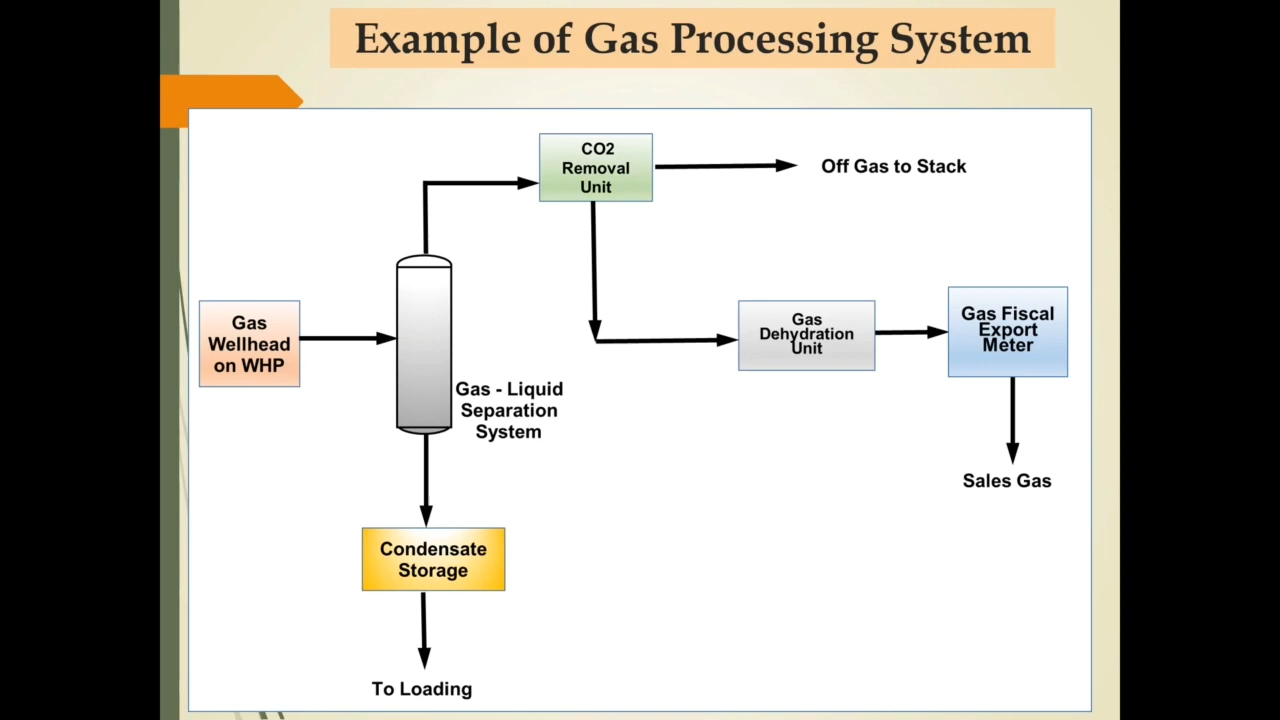 Example of Gas Processing System
CO2
Removal
Unit
Off Gas to Stack
Gas
Wellhead
on WHP
Gas - Liquid
Separation
System
Gas
Dehydration
Unit
Gas Fiscal
Export
Meter
Sales Gas
Condensate
Storage
To Loading